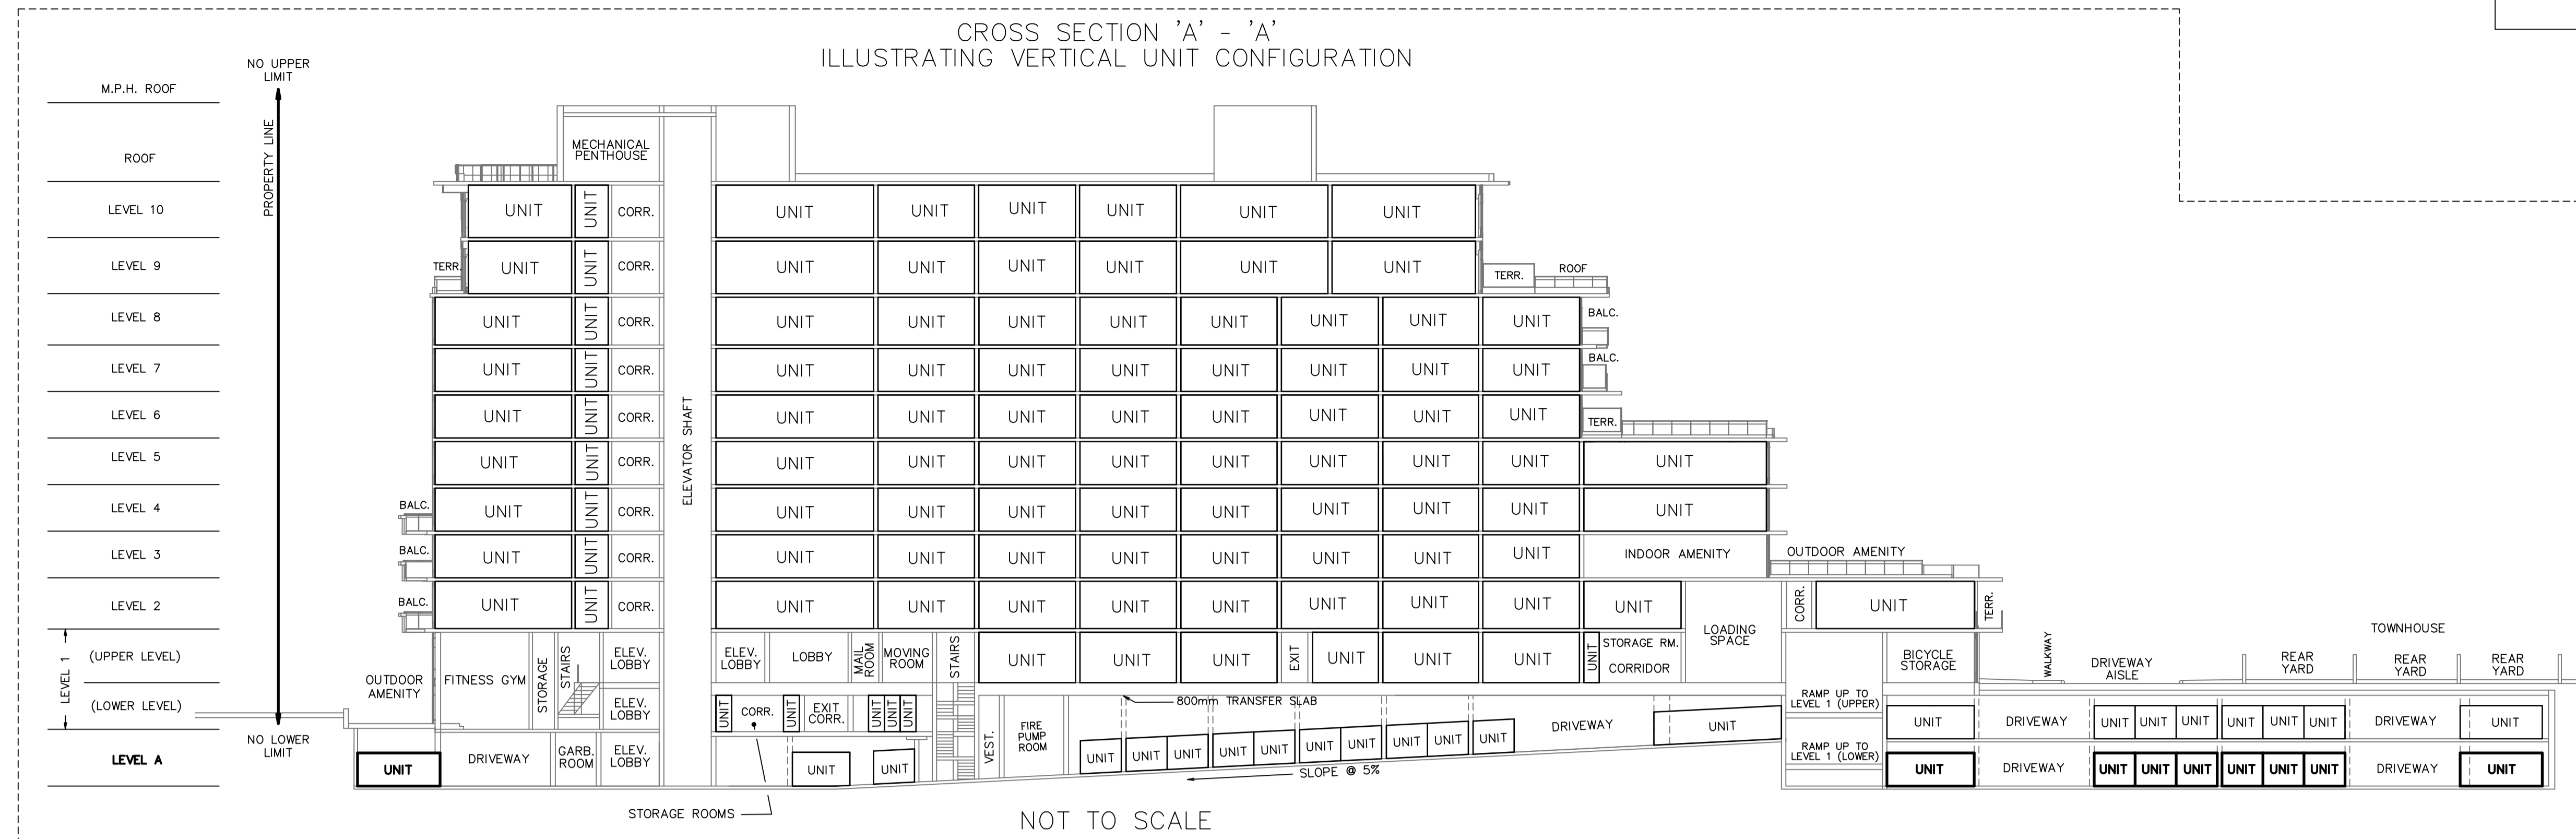 CROSS SECTION 'A' - 'A'
ILLUSTRATING VERTICAL UNIT CONFIGURATION
NO UPPER
LIMIT
PROPERTY LINE
M.P.H. ROOF
ROOF
MECHANICAL
PENTHOUSE
ELEVATOR SHAFT
LEVEL 10
UNIT UNIT CORR. UNIT UNIT UNIT UNIT UNIT UNIT
LEVEL 9
TERR. UNIT UNIT CORR. UNIT UNIT UNIT UNIT UNIT UNIT TERR. ROOF
LEVEL 8
UNIT UNIT CORR. UNIT UNIT UNIT UNIT UNIT UNIT UNIT UNIT BALC.
LEVEL 7
UNIT UNIT CORR. UNIT UNIT UNIT UNIT UNIT UNIT UNIT UNIT BALC.
LEVEL 6
UNIT UNIT CORR. UNIT UNIT UNIT UNIT UNIT UNIT UNIT UNIT TERR.
LEVEL 5
UNIT UNIT CORR. UNIT UNIT UNIT UNIT UNIT UNIT UNIT UNIT UNIT
LEVEL 4
BALC. UNIT UNIT CORR. UNIT UNIT UNIT UNIT UNIT UNIT UNIT UNIT UNIT
LEVEL 3
BALC. UNIT UNIT CORR. UNIT UNIT UNIT UNIT UNIT UNIT UNIT UNIT INDOOR AMENITY OUTDOOR AMENITY
LEVEL 2
BALC. UNIT UNIT CORR. UNIT UNIT UNIT UNIT UNIT UNIT UNIT UNIT UNIT CORR. UNIT TERR.
LEVEL 1
(UPPER LEVEL)
(LOWER LEVEL)
OUTDOOR
AMENITY
FITNESS GYM
STORAGE
STAIRS
ELEV.
LOBBY
ELEV.
LOBBY
ELEV.
LOBBY
LOBBY
MAIL
ROOM
MOVING
ROOM
STAIRS
UNIT UNIT UNIT EXIT UNIT UNIT UNIT UNIT
STORAGE RM.
CORRIDOR
LOADING
SPACE
BICYCLE
STORAGE
WALKWAY
DRIVEWAY
AISLE
TOWNHOUSE
REAR
YARD
REAR
YARD
REAR
YARD
UNIT CORR. UNIT
EXIT
CORR.
UNIT UNIT UNIT
800mm TRANSFER SLAB
VEST.
FIRE
PUMP
ROOM
UNIT UNIT UNIT UNIT UNIT UNIT UNIT UNIT UNIT UNIT DRIVEWAY UNIT
RAMP UP TO
LEVEL 1 (UPPER)
UNIT DRIVEWAY UNIT UNIT UNIT UNIT UNIT UNIT DRIVEWAY UNIT
NO LOWER
LIMIT
LEVEL A
UNIT DRIVEWAY
GARB.
ROOM
ELEV.
LOBBY
UNIT UNIT
SLOPE @ 5%
RAMP UP TO
LEVEL 1 (LOWER)
UNIT DRIVEWAY UNIT UNIT UNIT UNIT UNIT UNIT DRIVEWAY UNIT
STORAGE ROOMS
NOT TO SCALE